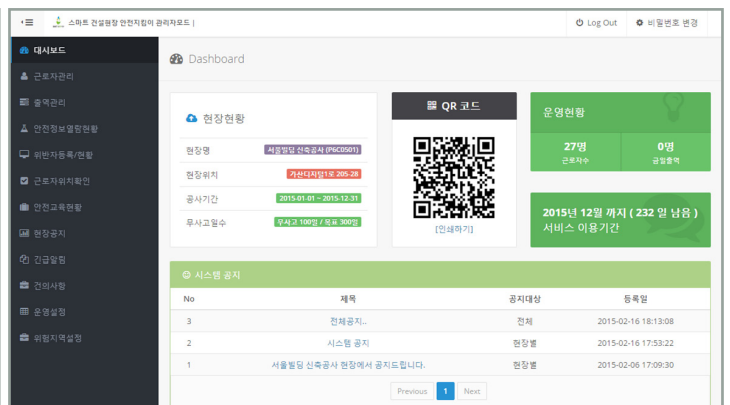 스마트 건설현장 안전지킴이 관리자모드 |
Log Out
비밀번호 변경
대시보드
근로자관리
출역관리
안전정보열람현황
위반자등록/현황
근로자위치확인
안전교육현황
현장공지
긴급알림
건의사항
운영설정
위험지역설정
Dashboard
현장현황
현장명 서울빌딩 신축공사 (P6CD501)
현장위치 가산디지털1로 205-28
공사기간 2015-01-01 ~ 2015-12-31
무사고일수 무사고 100일 / 목표 300일
QR 코드
[인쇄하기]
운영현황
27명 0명
근로자수 금일출역
2015년 12월 까지 ( 232 일 남음 )
서비스 이용기간
시스템 공지
No 제목 공지대상 등록일
3 전체공지.. 전체 2015-02-16 18:13:08
2 시스템 공지 현장별 2015-02-16 17:53:22
1 서울빌딩 신축공사 현장에서 공지드립니다. 현장별 2015-02-06 17:09:30
Previous 1 Next